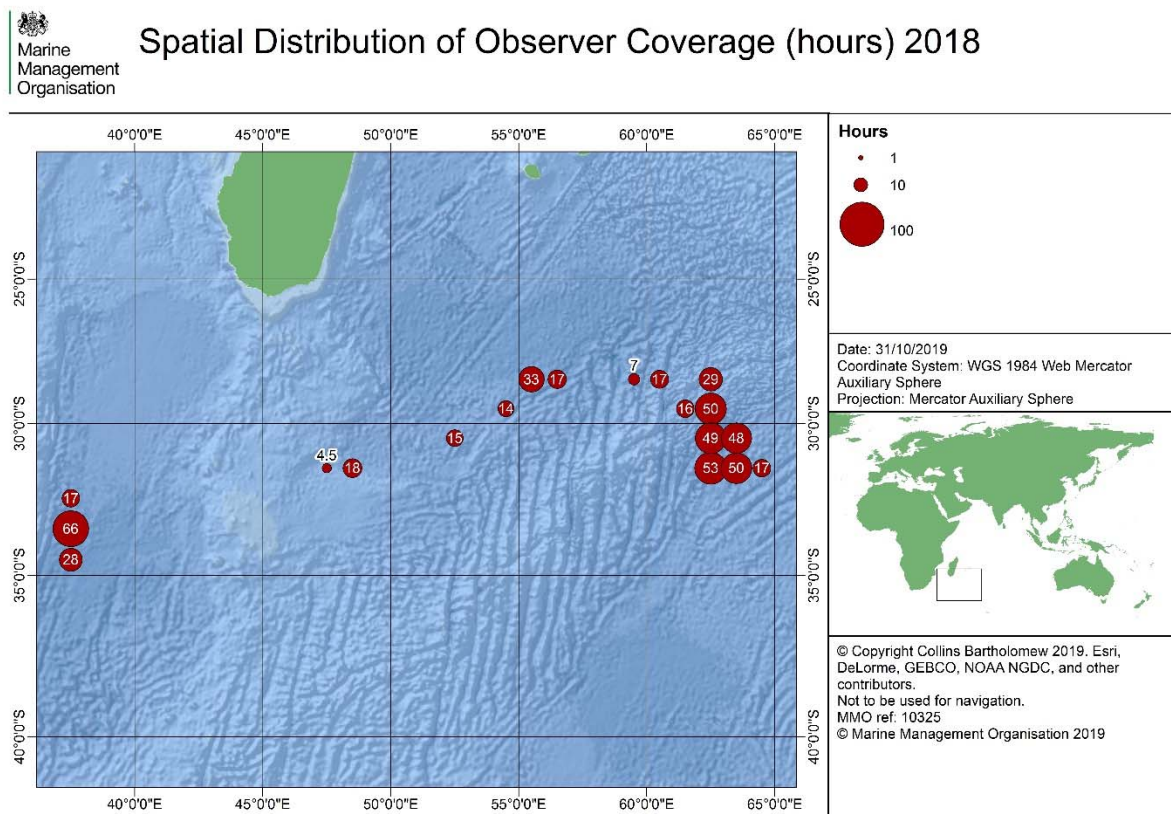 Marine
Management
Organisation
Spatial Distribution of Observer Coverage (hours) 2018
40°0'0"E
45°0'0"E
50°0'0"E
55°0'0"E
60°0'0"E
65°0'0"E
25°0'0"S
30°0'0"S
35°0'0"S
40°0'0"S
7
33
17
17
29
14
16
50
15
49
48
4.5
18
53
50
17
17
66
28
25°0'0"S
30°0'0"S
35°0'0"S
40°0'0"S
40°0'0"E
45°0'0"E
50°0'0"E
55°0'0"E
60°0'0"E
65°0'0"E
Hours
1
10
100
Date: 31/10/2019
Coordinate System: WGS 1984 Web Mercator
Auxiliary Sphere
Projection: Mercator Auxiliary Sphere
© Copyright Collins Bartholomew 2019. Esri,
DeLorme, GEBCO, NOAA NGDC, and other
contributors.
Not to be used for navigation.
MMO ref: 10325
© Marine Management Organisation 2019